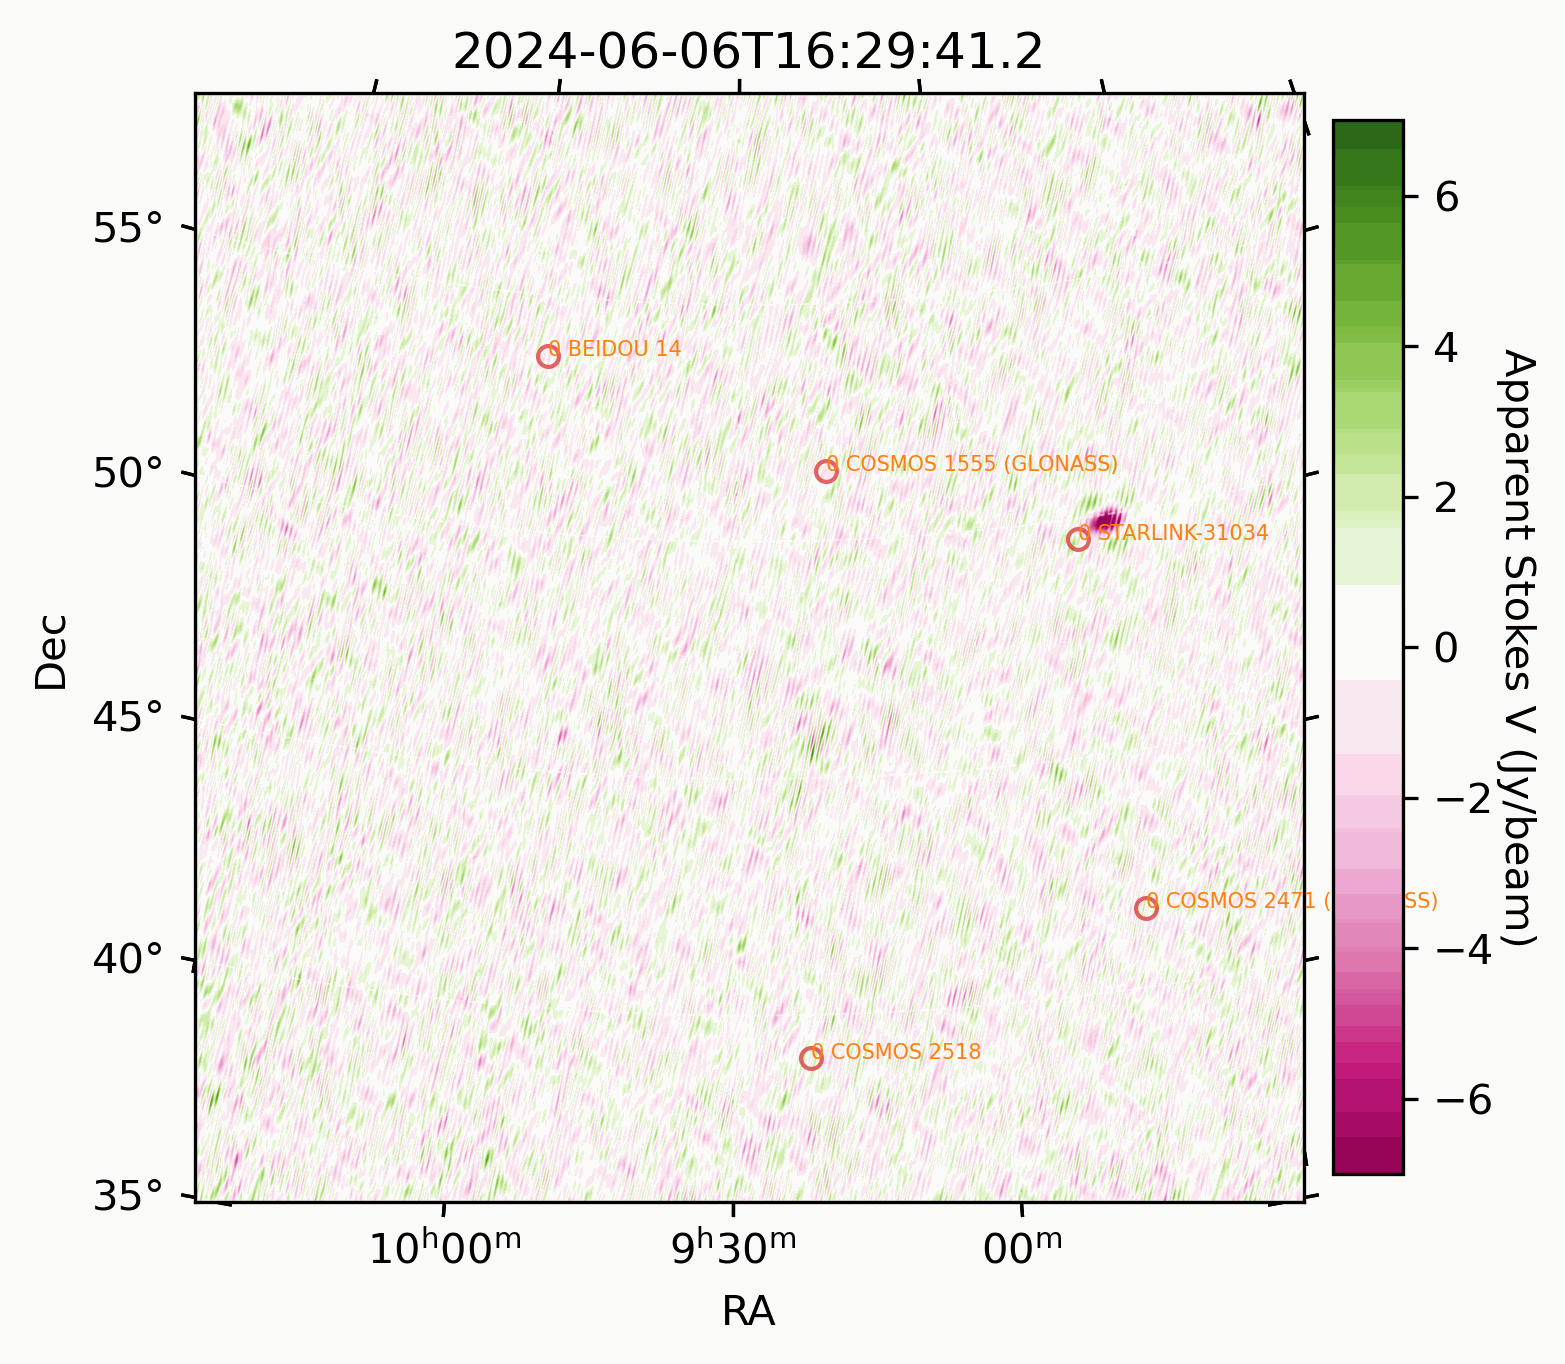 2024-06-06T16:29:41.2
55°
0 BEIDOU 14
50°
0 COSMOS 1555 (GLONASS)
0 STARLINK-31034
45°
0 COSMOS 2471 ( SS)
40°
0 COSMOS 2518
35°
Dec
10ʰ00ᵐ 9ʰ30ᵐ 00ᵐ
RA
6
4
2
0
−2
−4
−6
Apparent Stokes V (Jy/beam)